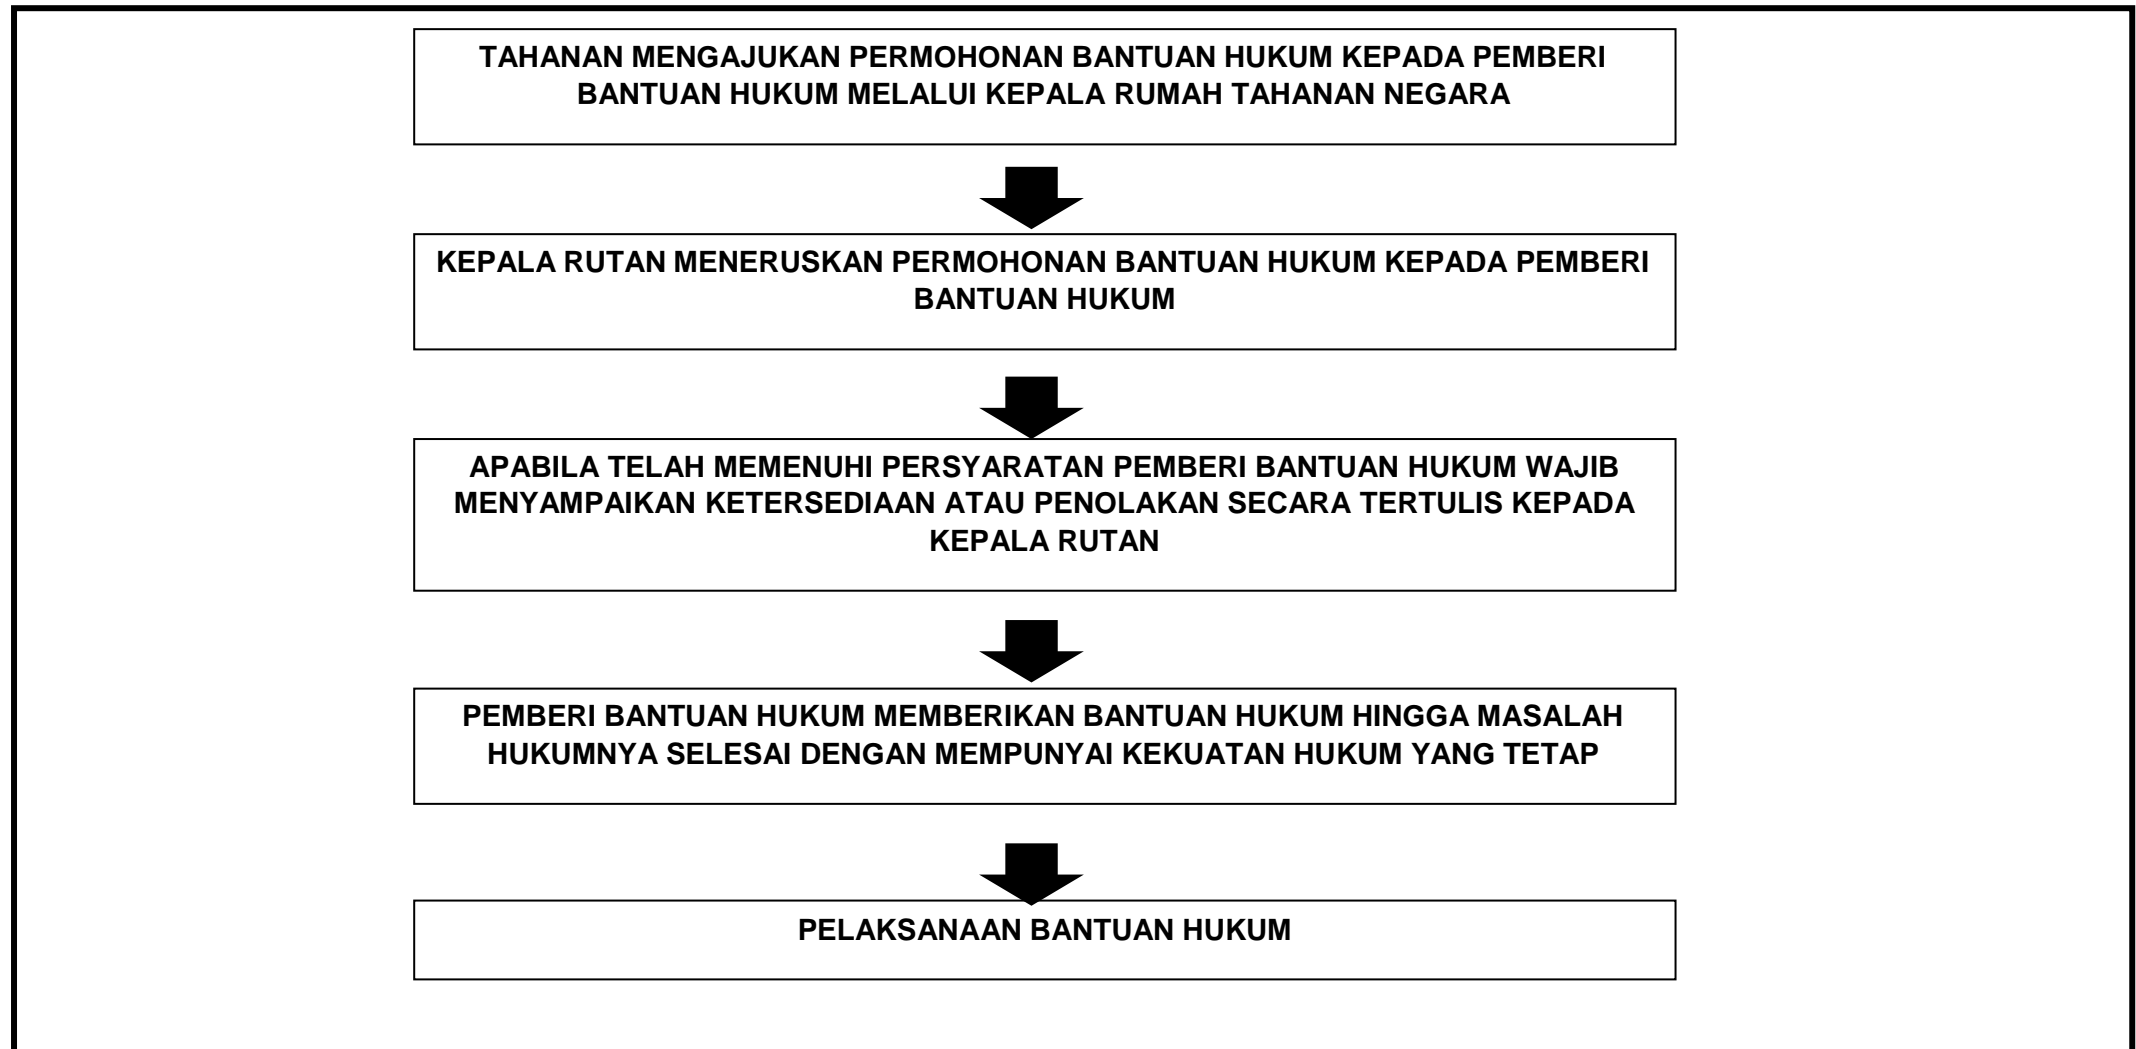 TAHANAN MENGAJUKAN PERMOHONAN BANTUAN HUKUM KEPADA PEMBERI
BANTUAN HUKUM MELALUI KEPALA RUMAH TAHANAN NEGARA
KEPALA RUTAN MENERUSKAN PERMOHONAN BANTUAN HUKUM KEPADA PEMBERI
BANTUAN HUKUM
APABILA TELAH MEMENUHI PERSYARATAN PEMBERI BANTUAN HUKUM WAJIB
MENYAMPAIKAN KETERSEDIAAN ATAU PENOLAKAN SECARA TERTULIS KEPADA
KEPALA RUTAN
PEMBERI BANTUAN HUKUM MEMBERIKAN BANTUAN HUKUM HINGGA MASALAH
HUKUMNYA SELESAI DENGAN MEMPUNYAI KEKUATAN HUKUM YANG TETAP
PELAKSANAAN BANTUAN HUKUM